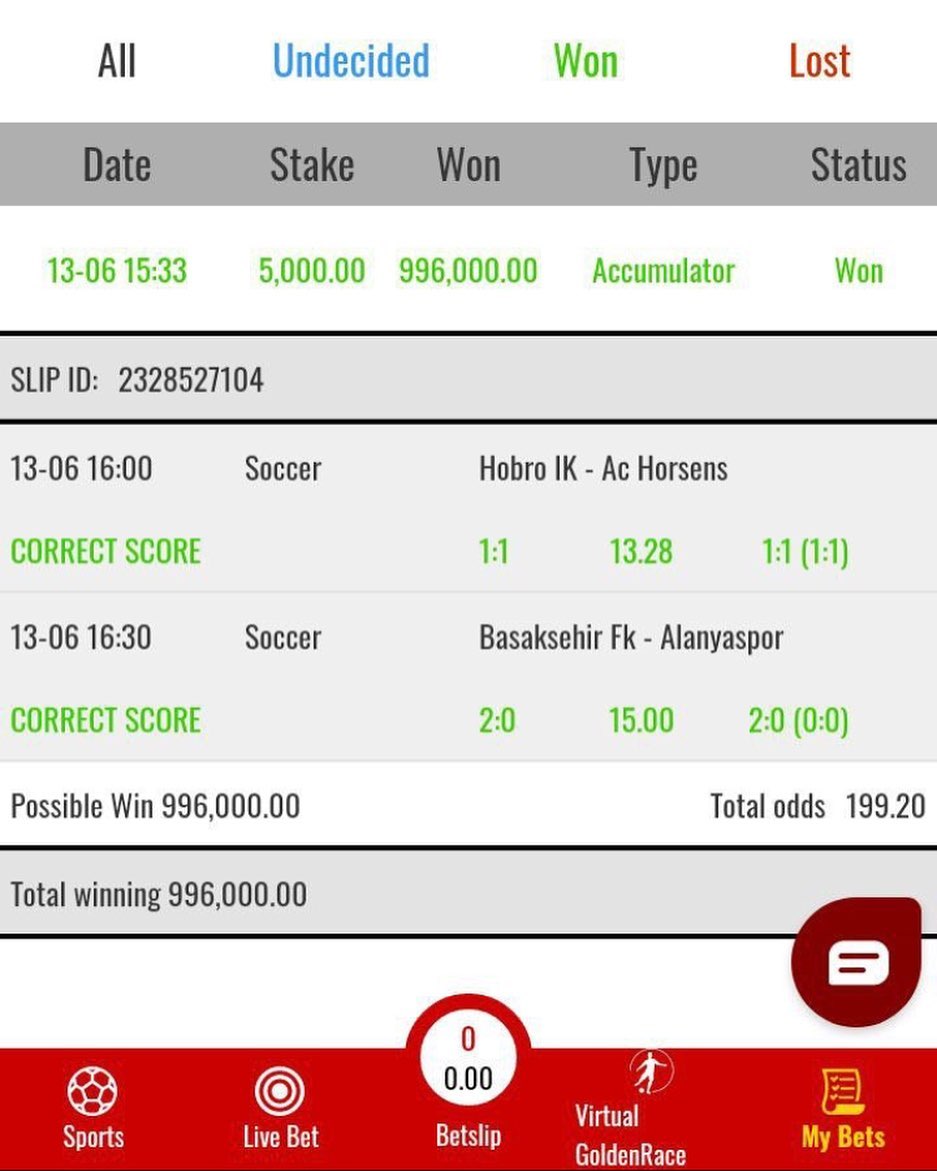 All Undecided Won Lost
Date Stake Won Type Status
13-06 15:33 5,000.00 996,000.00 Accumulator Won
SLIP ID: 2328527104
13-06 16:00 Soccer Hobro IK - Ac Horsens
CORRECT SCORE 1:1 13.28 1:1 (1:1)
13-06 16:30 Soccer Basaksehir Fk - Alanyaspor
CORRECT SCORE 2:0 15.00 2:0 (0:0)
Possible Win 996,000.00 Total odds 199.20
Total winning 996,000.00
0
0.00
Sports Live Bet Betslip Virtual GoldenRace My Bets